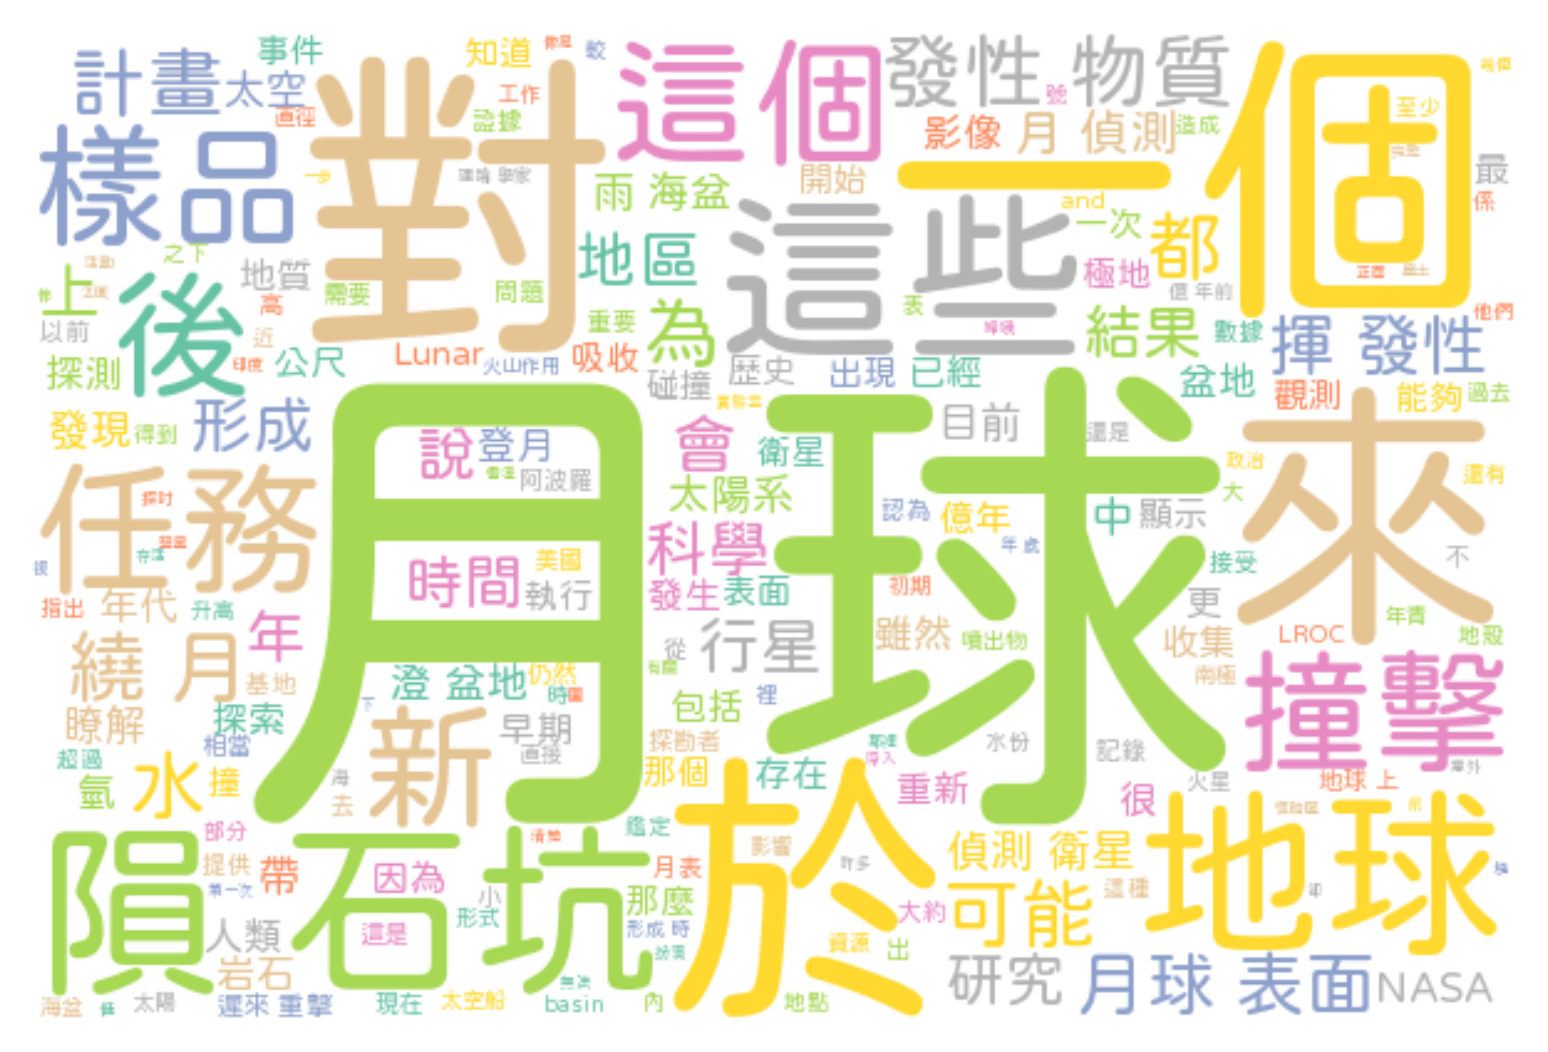 計畫
太空
事件
知道
較
這個
發性 物質
個
至少
最
係
樣品
直徑
對
工作
證據
號
影像
月 偵測
造成
一
開始
雨 海盆
這些
and
一次
都
地區
極地
億 年前
之下
上
地質
高
需要
問題
後
以前
近
重要
為
表
結果
數據
揮 發性
他們
探測
印度
公尺
Lunar
火山作用
吸收
碰撞
歷史
出現
已經
盆地
觀測
能夠
過去
發現
得到
形成
月球
說
登月
阿波羅
會
衛星
目前
還是
來
政治
大
還有
任務
太陽系
認為
億年
中
顯示
科學
年 歲
接受
不
時間
美國
執行
發生
表面
初期
更
指出
年代
升高
年
從
行星
雖然
噴出物
收集
LROC
年青
地殼
繞 月
基地
澄 盆地
仍然
南極
撞擊
瞭解
探索
相當
新
早期
直接
包括
裡
探勘者
水份
記錄
超過
氫
水
撞
海
去
那個
存在
重新
很
火星
地球 上
隕石坑
部分
提供
帶
第一次
因為
小
形式
這是
鑑定
月表
那麼
形成 時
於
影響
許多
偵測 衛星
可能
這種
大約
資源
出
地球
人類
岩石
海盆
太陽
遲來 重擊
現在
太空船
basin
內
地點
研究
月球 表面
NASA